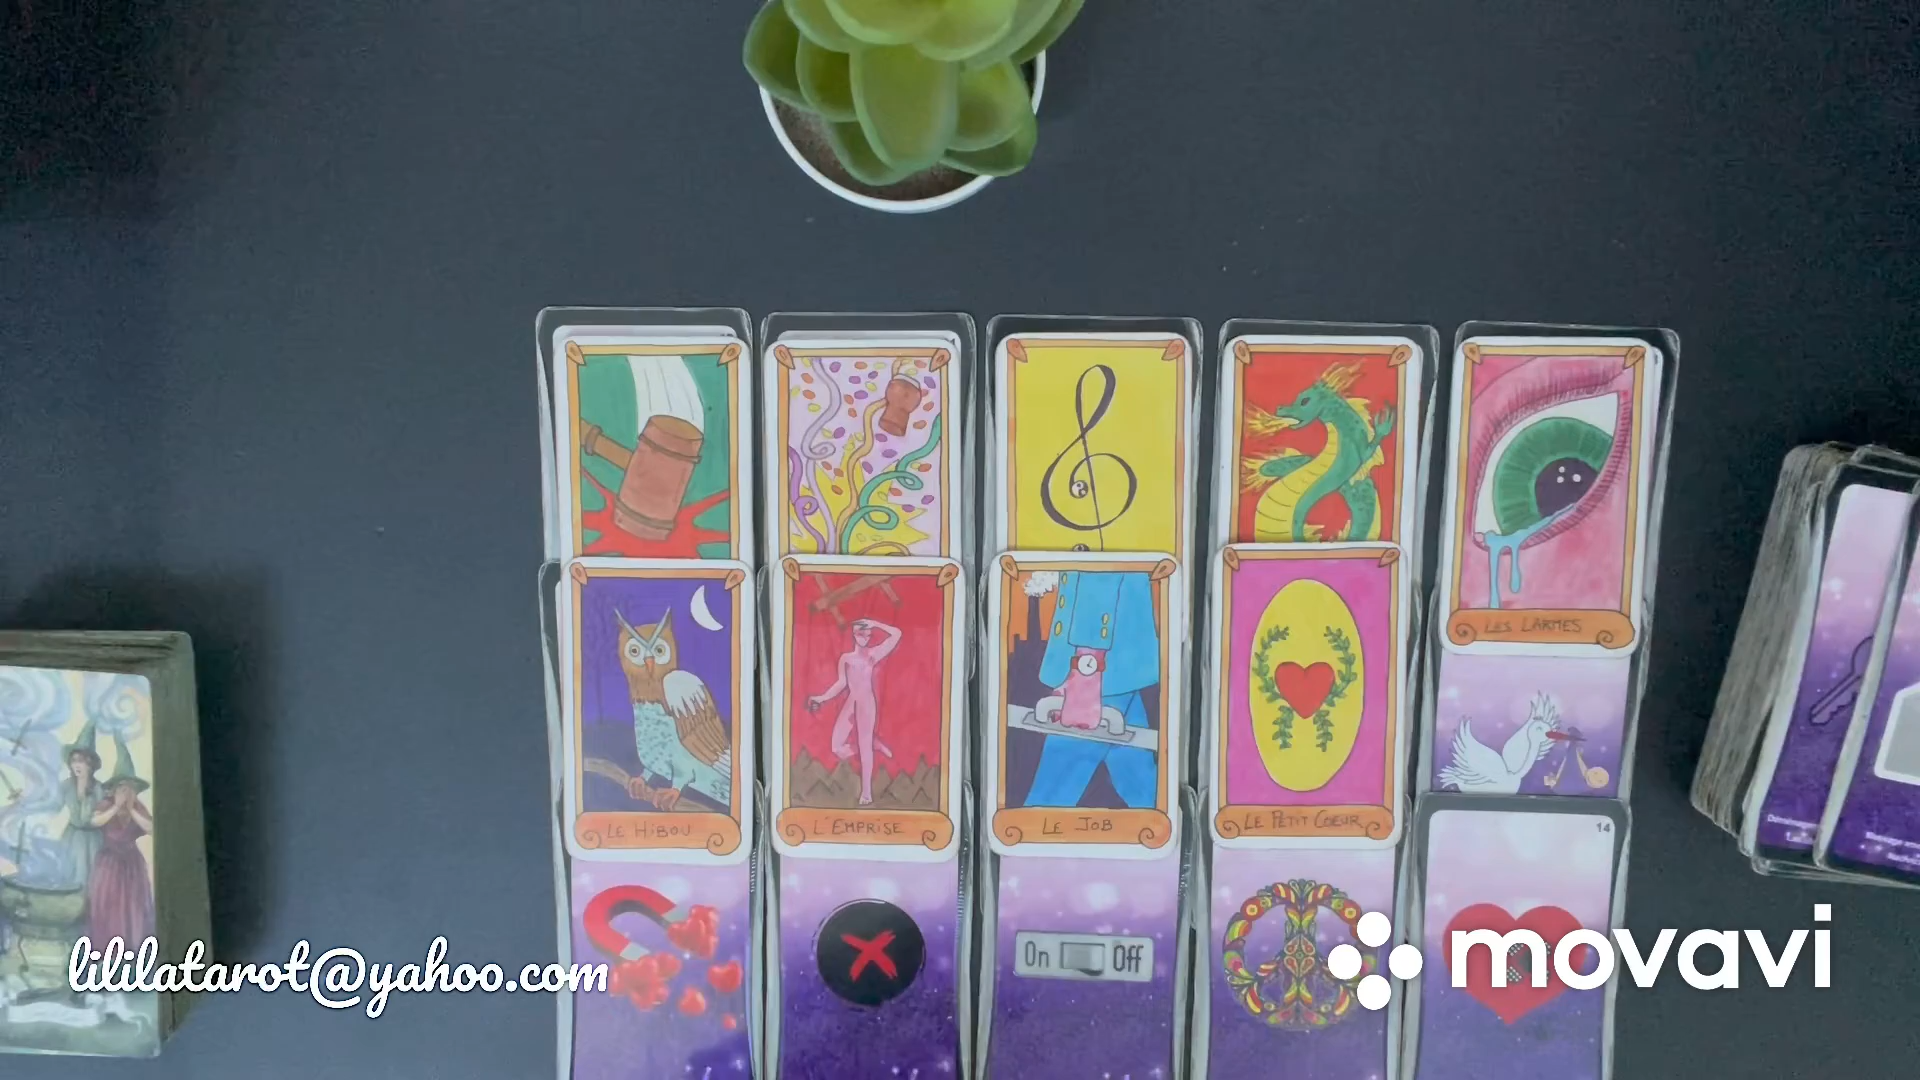 LES LARMES
LE HIBOU
L'EMPRISE
LE JOB
LE PETIT COEUR
14
On Off
lililatarot@yahoo.com
movavi